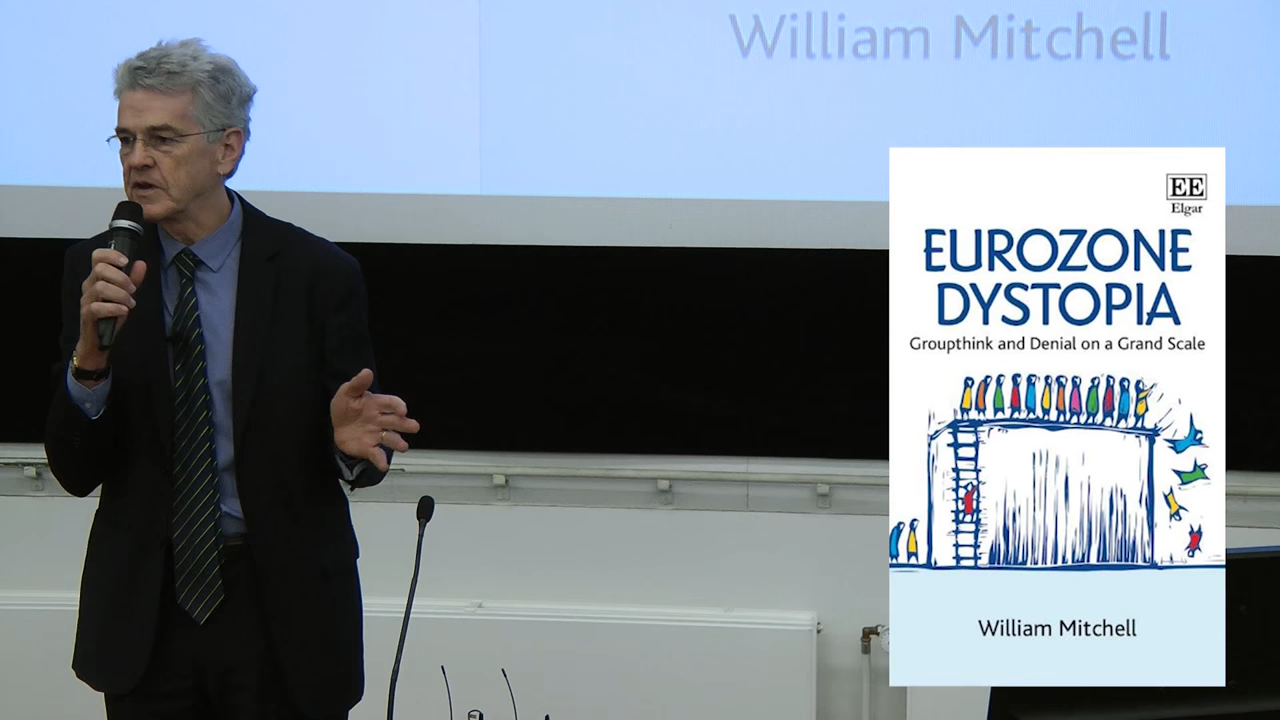 William Mitchell
EE
Elgar
EUROZONE
DYSTOPIA
Groupthink and Denial on a Grand Scale
William Mitchell